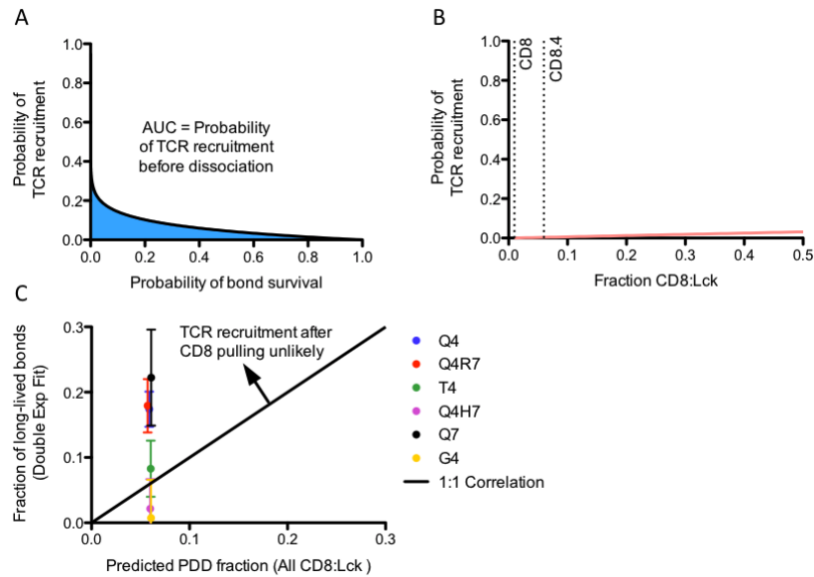 A
Probability of
TCR recruitment
1.0
0.8
0.6
0.4
0.2
0.0
AUC = Probability
of TCR recruitment
before dissociation
0.0 0.2 0.4 0.6 0.8 1.0
Probability of bond survival
B
Probability of
TCR recruitment
1.0
0.8
0.6
0.4
0.2
0.0
CD8
CD8.4
0.0 0.1 0.2 0.3 0.4 0.5
Fraction CD8:Lck
C
Fraction of long-lived bonds
(Double Exp Fit)
0.3
0.2
0.1
0.0
TCR recruitment after
CD8 pulling unlikely
0.0 0.1 0.2 0.3
Predicted PDD fraction (All CD8:Lck )
Q4
Q4R7
T4
Q4H7
Q7
G4
1:1 Correlation